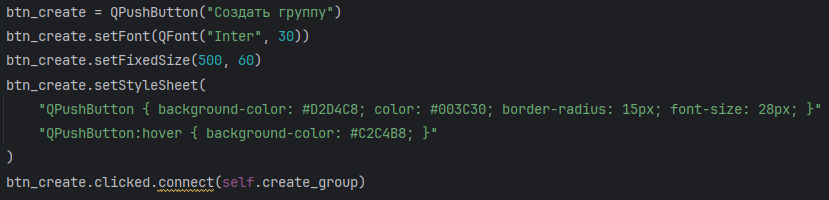 btn_create = QPushButton("Создать группу")
btn_create.setFont(QFont("Inter", 30))
btn_create.setFixedSize(500, 60)
btn_create.setStyleSheet(
    "QPushButton { background-color: #D2D4C8; color: #003C30; border-radius: 15px; font-size: 28px; }"
    "QPushButton:hover { background-color: #C2C4B8; }"
)
btn_create.clicked.connect(self.create_group)